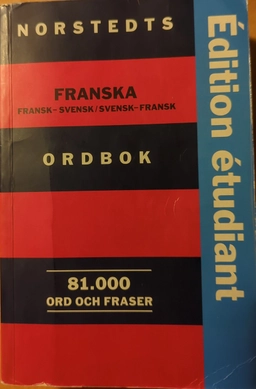 NORSTEDTS
FRANSKA
FRANSK–SVENSK/SVENSK–FRANSK
ORDBOK
81.000
ORD OCH FRASER
Édition étudiant